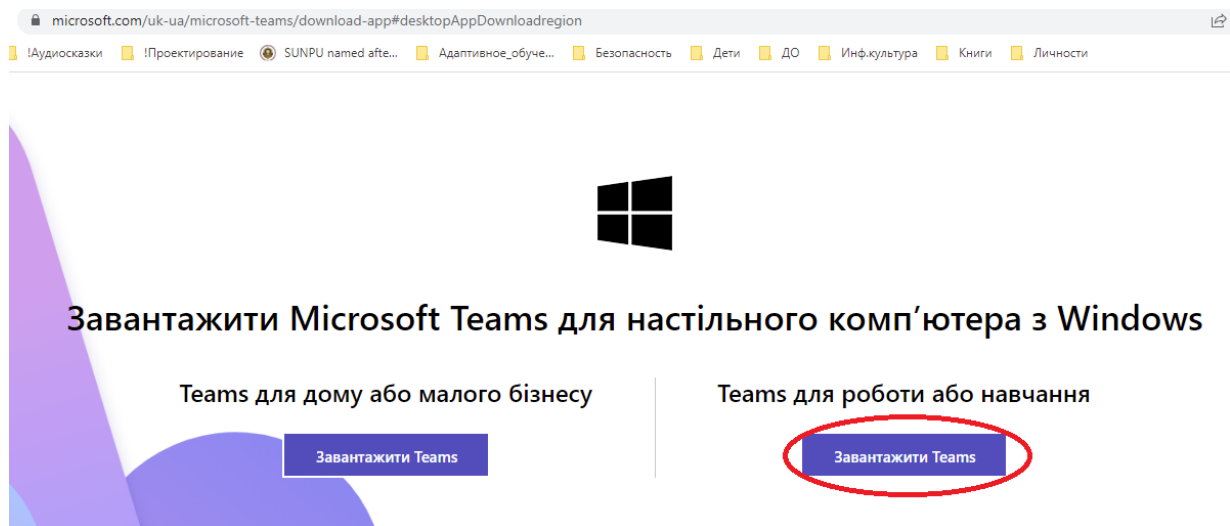 microsoft.com/uk-ua/microsoft-teams/download-app#desktopAppDownloadregion
!Аудиосказки !Проектирование SUNPU named afte... Адаптивное_обуче... Безопасность Дети ДО Инф.культура Книги Личности
Завантажити Microsoft Teams для настільного комп’ютера з Windows
Teams для дому або малого бізнесу Teams для роботи або навчання
Завантажити Teams Завантажити Teams